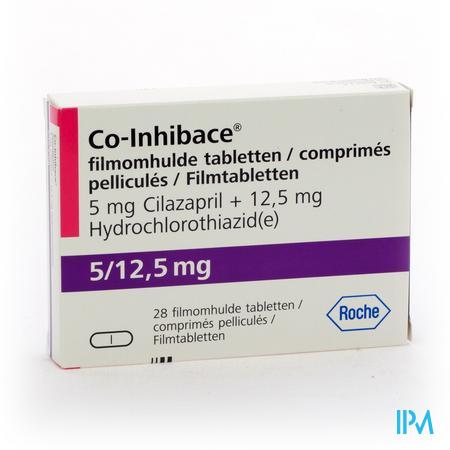 Co-Inhibace®
filmomhulde tabletten / comprimés
pelliculés / Filmtabletten
5 mg Cilazapril + 12,5 mg
Hydrochlorothiazid(e)
5/12,5 mg
28 filmomhulde tabletten /
comprimés pelliculés /
Filmtabletten
Roche
IPM